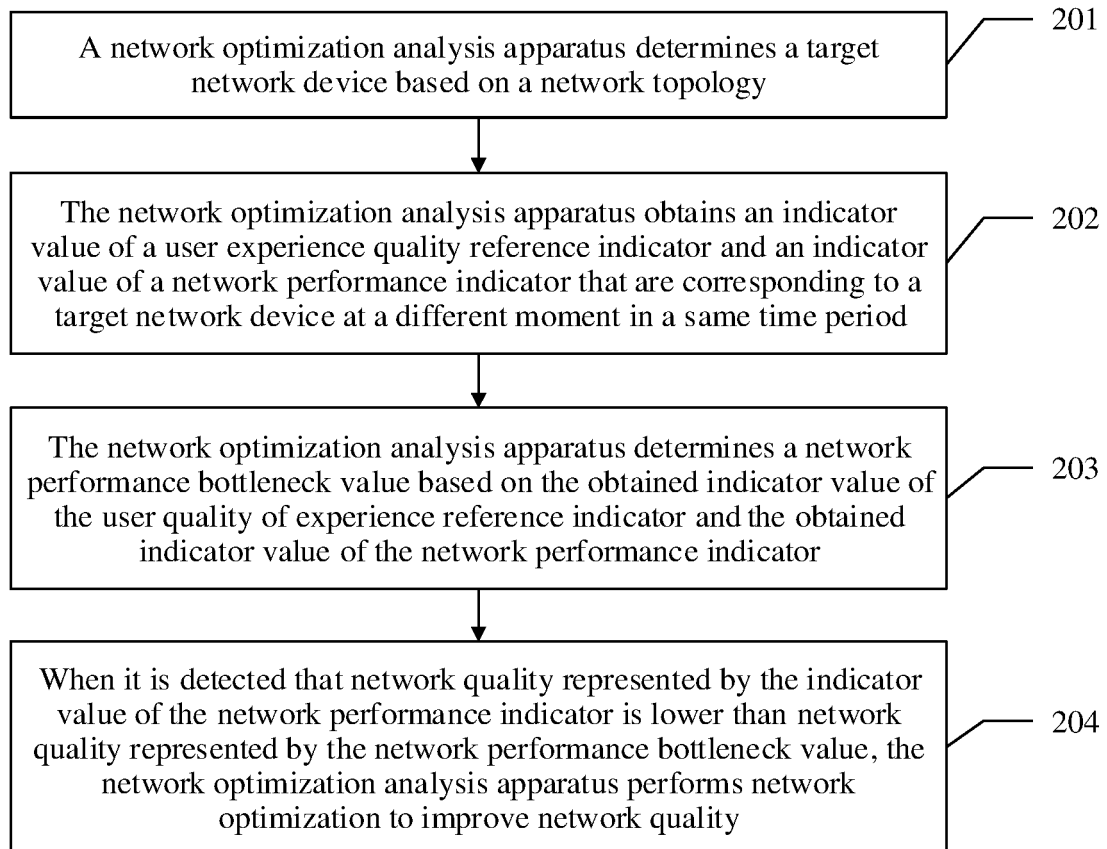 A network optimization analysis apparatus determines a target
network device based on a network topology
201
The network optimization analysis apparatus obtains an indicator
value of a user experience quality reference indicator and an indicator
value of a network performance indicator that are corresponding to a
target network device at a different moment in a same time period
202
The network optimization analysis apparatus determines a network
performance bottleneck value based on the obtained indicator value of
the user quality of experience reference indicator and the obtained
indicator value of the network performance indicator
203
When it is detected that network quality represented by the indicator
value of the network performance indicator is lower than network
quality represented by the network performance bottleneck value, the
network optimization analysis apparatus performs network
optimization to improve network quality
204